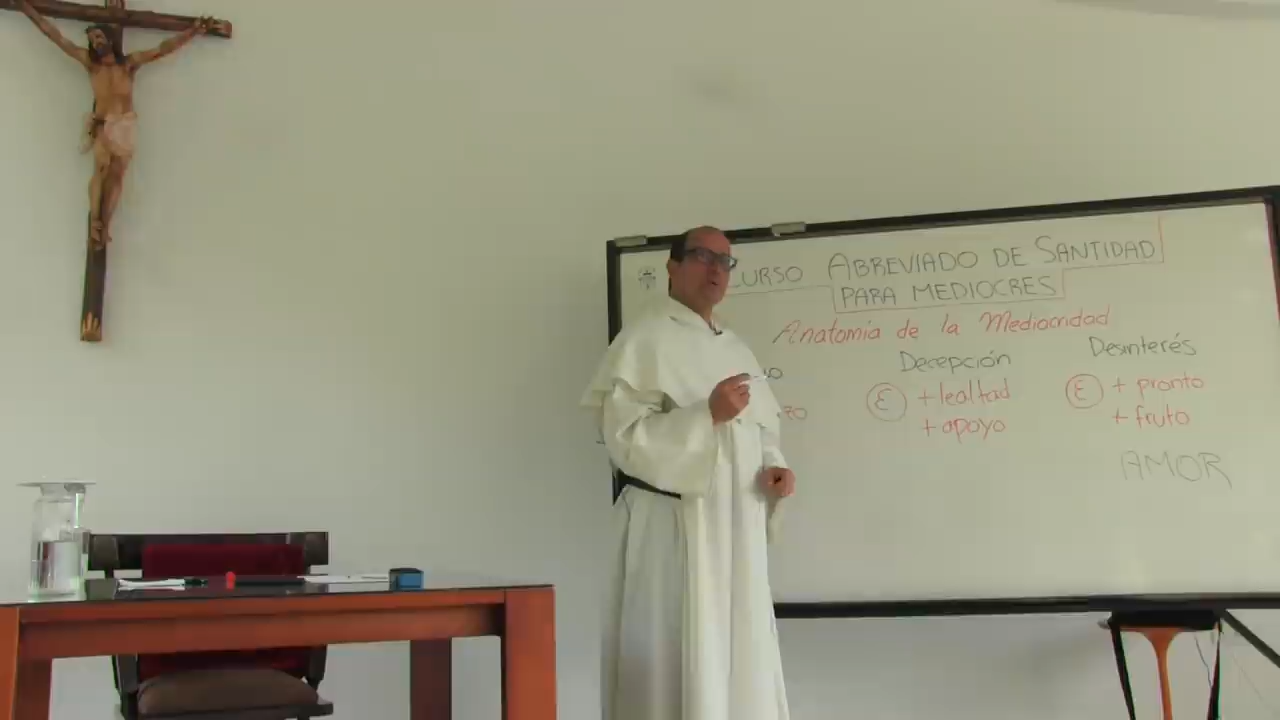 CURSO ABREVIADO DE SANTIDAD
PARA MEDIOCRES
Anatomía de la Mediocridad
Decepción
Desinterés
ε + lealtad
+ apoyo
ε + pronto
+ fruto
AMOR